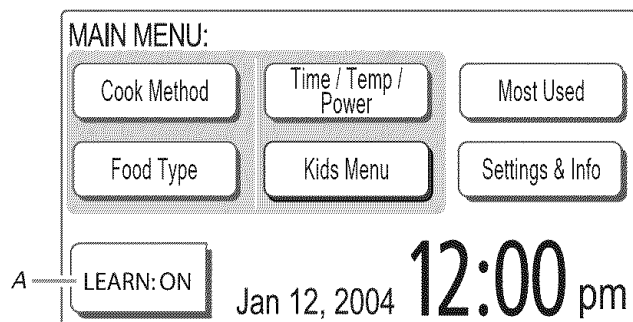 MAIN MENU:
Cook Method
Time / Temp /
Power
Most Used
Food Type
Kids Menu
Settings & Info
A
LEARN: ON
Jan 12, 2004 12:00 pm